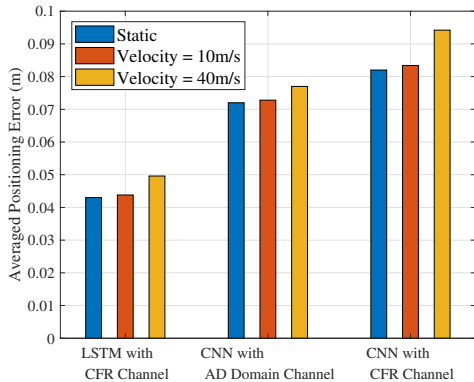 Averaged Positioning Error (m)
0.1
0.09
0.08
0.07
0.06
0.05
0.04
0.03
0.02
0.01
0
Static
Velocity = 10m/s
Velocity = 40m/s
LSTM with
CFR Channel
CNN with
AD Domain Channel
CNN with
CFR Channel